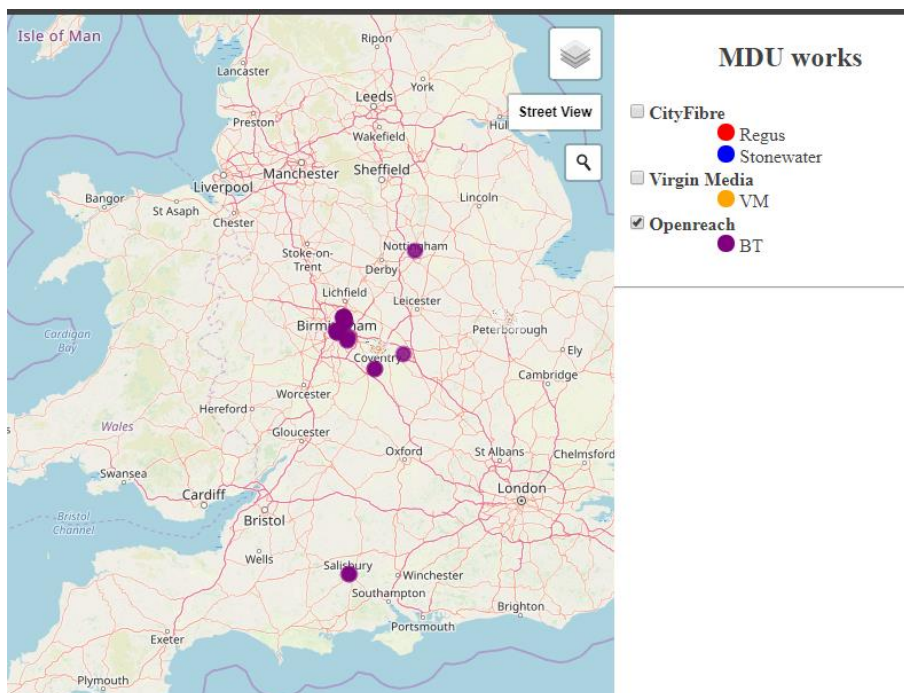 Isle of Man
Ripon
Lancaster
York
Leeds
Street View
Preston
Hull
Wakefield
Manchester
Sheffield
Liverpool
Bangor
St Asaph
Chester
Lincoln
Stoke-on-
Trent
Nottingham
Derby
Lichfield
Leicester
Birmingham
Peterborough
Cardigan
Bay
Coventry
Ely
Cambridge
Worcester
Hereford
Wales
Gloucester
Oxford
St Albans
Chelmsford
Swansea
London
Cardiff
Bristol
Bristol
Channel
Wells
Salisbury
Winchester
Southampton
Brighton
Portsmouth
Exeter
Plymouth
MDU works
CityFibre
Regus
Stonewater
Virgin Media
VM
Openreach
BT